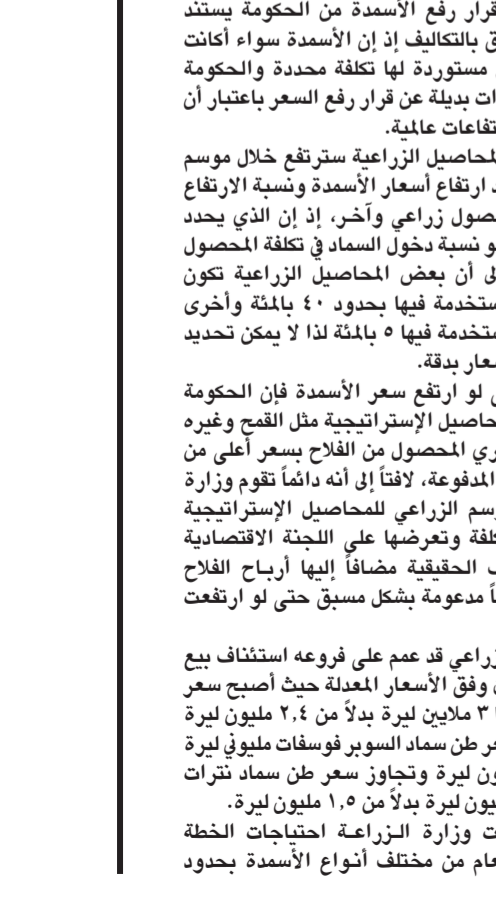 قرار رفع الأسمدة من الحكومة يستند
ق بالتكاليف إذ إن الأسمدة سواء أكانت
مستوردة لها تكلفة محددة والحكومة
ات بديلة عن قرار رفع السعر باعتبار أن
تفاعات عالمية.
لمحاصيل الزراعية سترتفع خلال موسم
ارتفاع أسعار الأسمدة ونسبة الارتفاع
صول زراعي وآخر، إذ إن الذي يحدد
و نسبة دخول السماد في تكلفة المحصول
أن بعض المحاصيل الزراعية تكون
ستخدمة فيها بحدود ٤٠ بالمئة وأخرى
ستخدمة فيها ٥ بالمئة لذا لا يمكن تحديد
عار بدقة.
لو ارتفع سعر الأسمدة فإن الحكومة
حاصيل الإستراتيجية مثل القمح وغيره
ري المحصول من الفلاح بسعر أعلى من
المدفوعة، لافتاً إلى أنه دائماً تقوم وزارة
وسم الزراعي للمحاصيل الإستراتيجية
كلفة وتعرضها على اللجنة الاقتصادية
الحقيقية مضافاً إليها أرباح الفلاح
اً مدعومة بشكل مسبق حتى لو ارتفعت
زراعي قد عمم على فروعه استئناف بيع
وفق الأسعار المعدلة حيث أصبح سعر
٣ ملايين ليرة بدلاً من ٢,٤ مليون ليرة
عر طن سماد السوبر فوسفات مليوني ليرة
ون ليرة وتجاوز سعر طن سماد نترات
يون ليرة بدلاً من ١,٥ مليون ليرة.
ت وزارة الـزراعـة احتياجات الخطة
عام من مختلف أنـواع الأسمدة بحدود